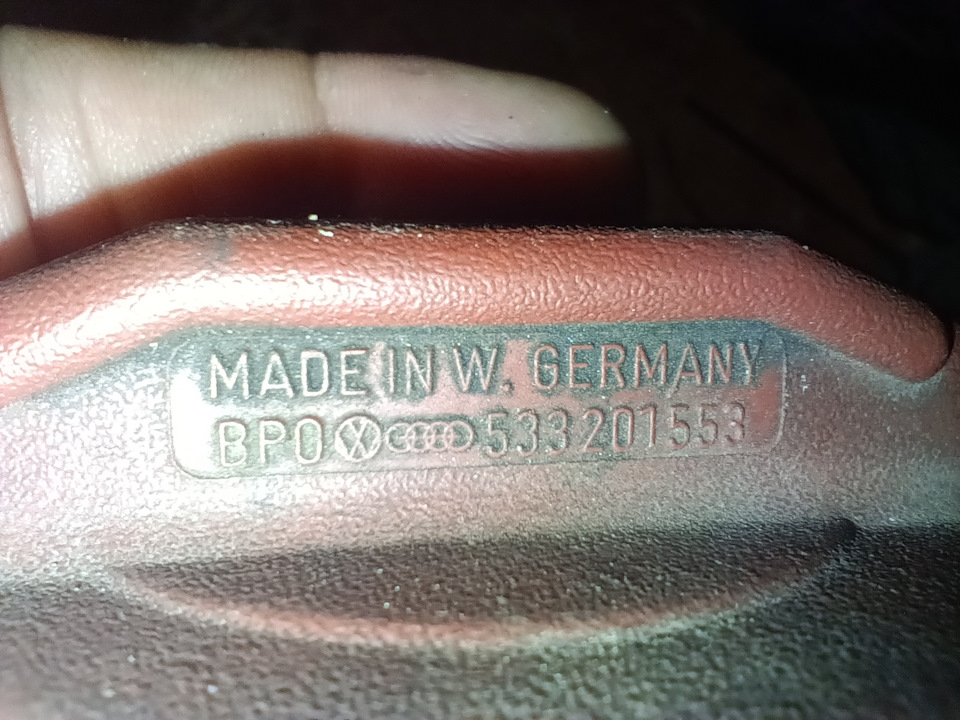 MADE IN W. GERMANY
BPO 533 201 553